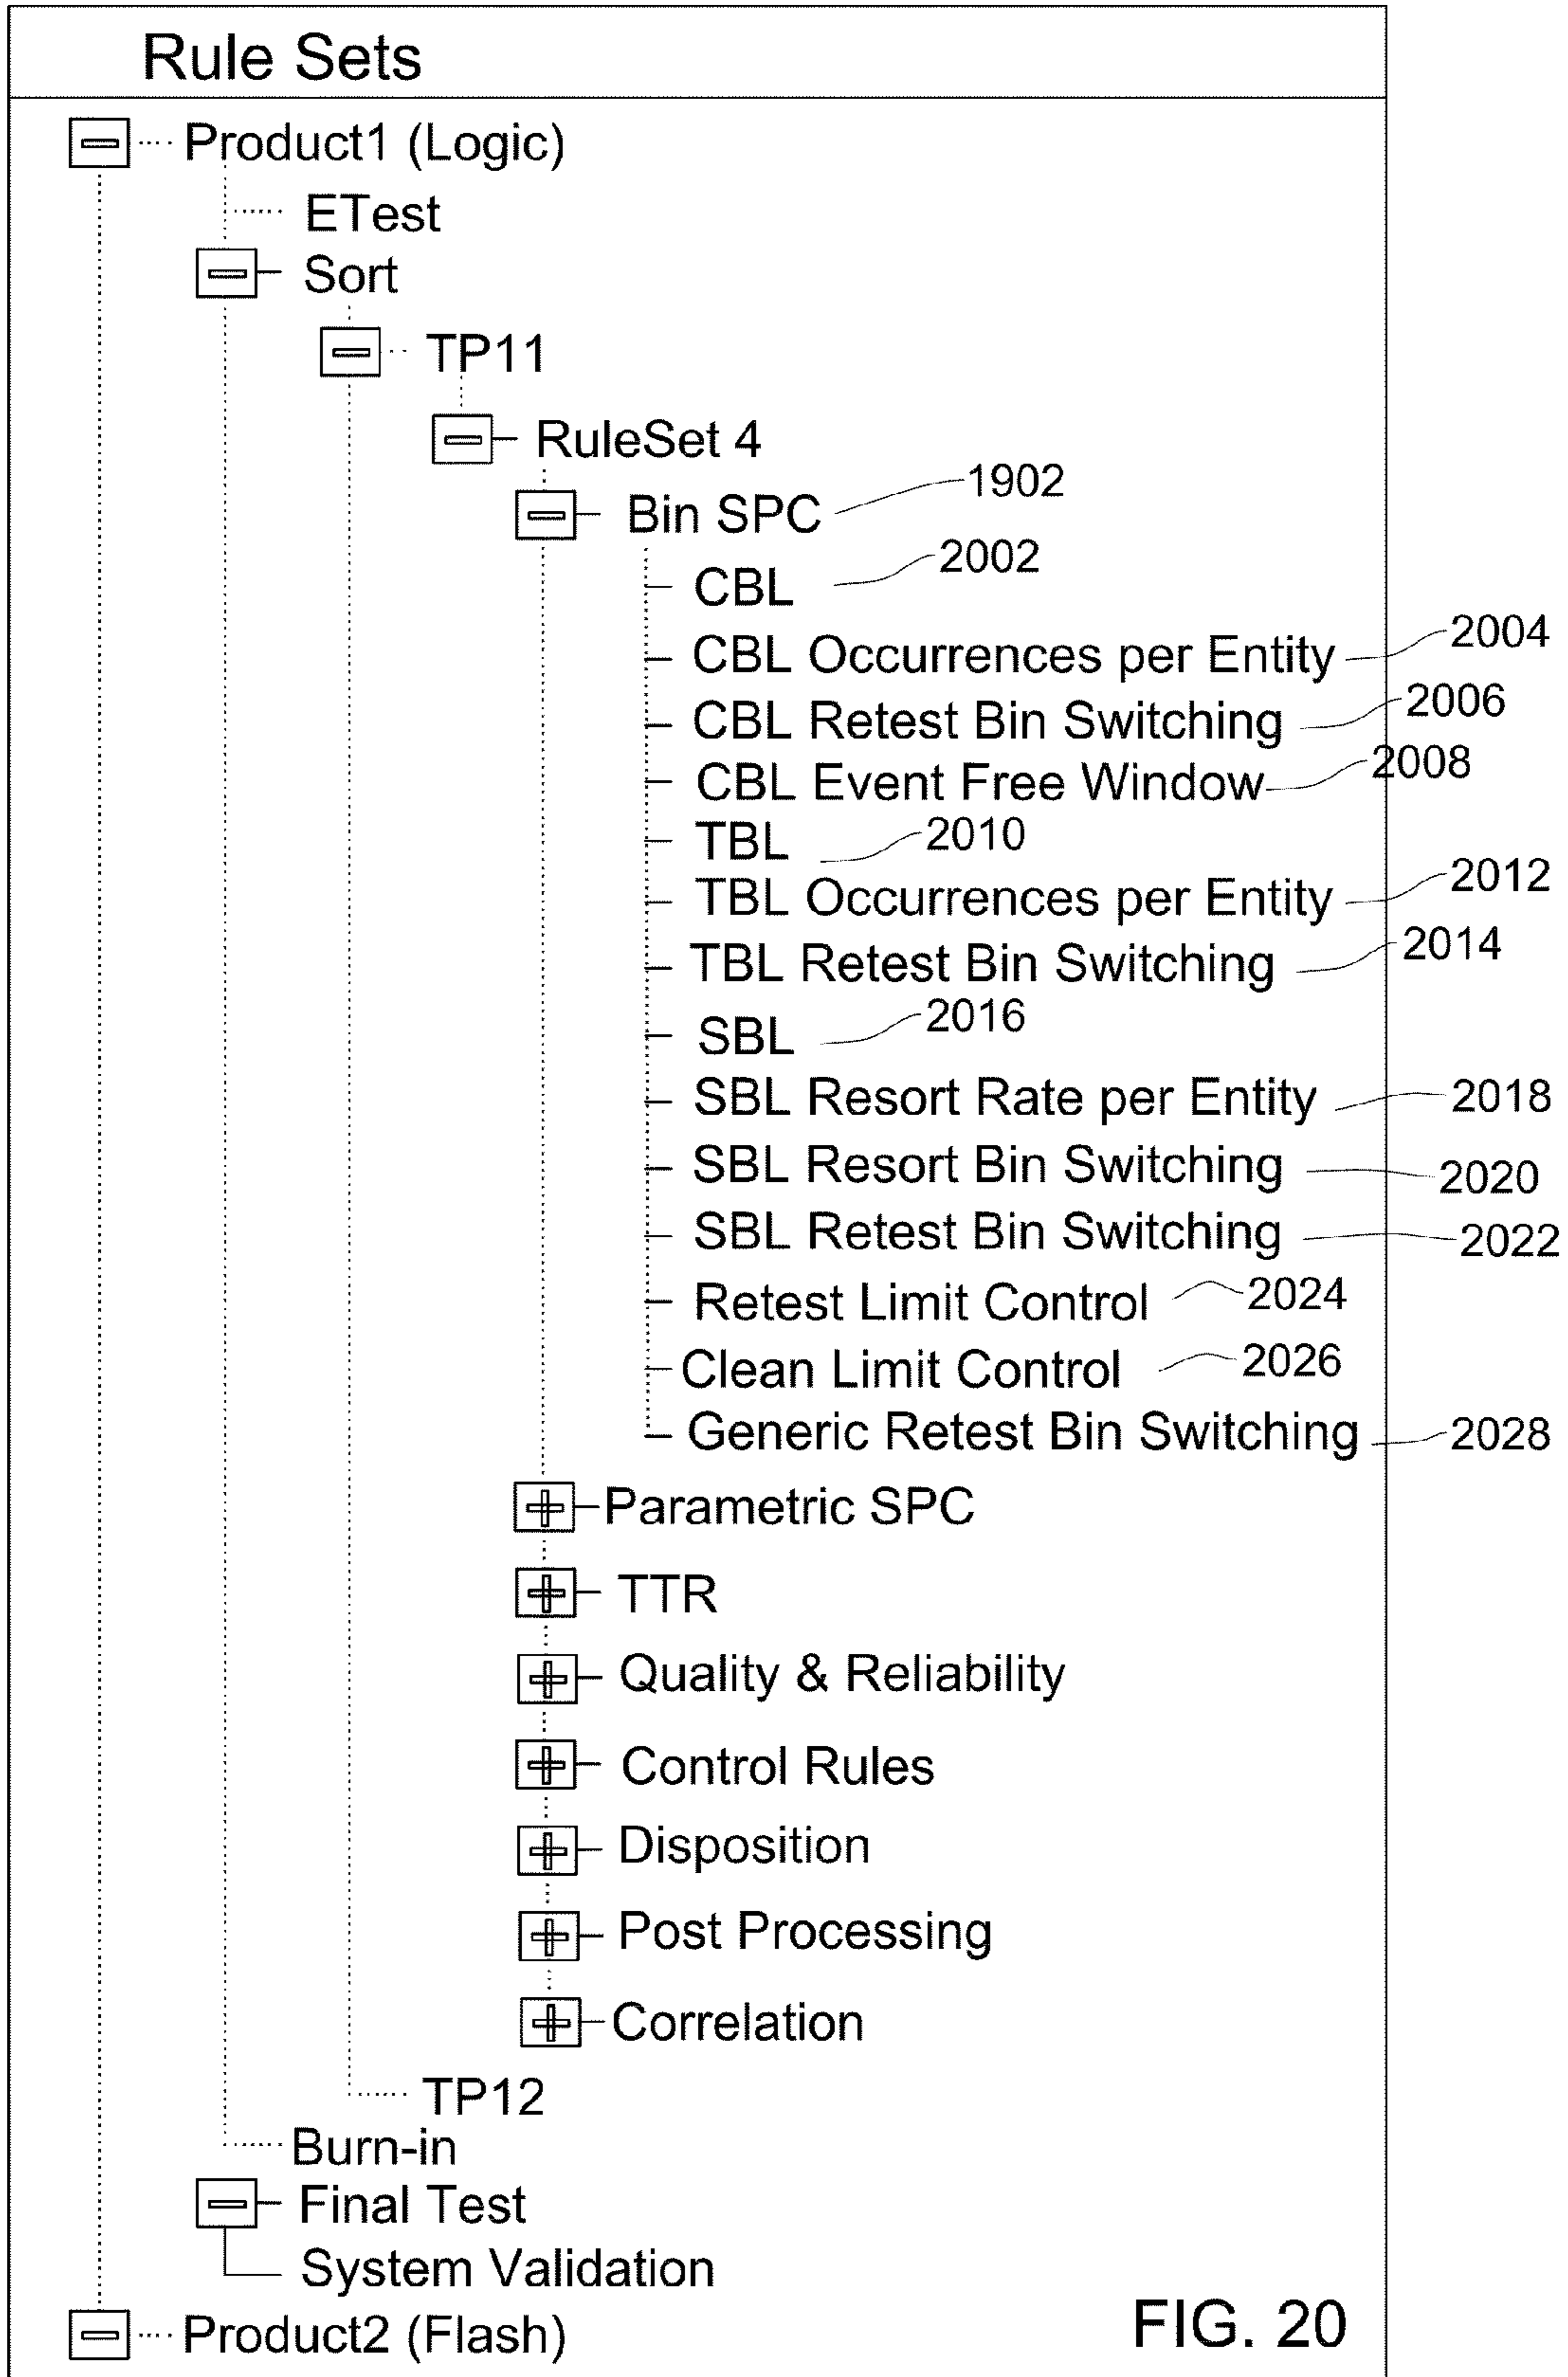 Rule Sets
Product1 (Logic)
ETest
Sort
TP11
RuleSet 4
Bin SPC 1902
CBL 2002
CBL Occurrences per Entity 2004
CBL Retest Bin Switching 2006
CBL Event Free Window 2008
TBL 2010
TBL Occurrences per Entity 2012
TBL Retest Bin Switching 2014
SBL 2016
SBL Resort Rate per Entity 2018
SBL Resort Bin Switching 2020
SBL Retest Bin Switching 2022
Retest Limit Control 2024
Clean Limit Control 2026
Generic Retest Bin Switching 2028
Parametric SPC
TTR
Quality & Reliability
Control Rules
Disposition
Post Processing
Correlation
TP12
Burn-in
Final Test
System Validation
Product2 (Flash)
FIG. 20